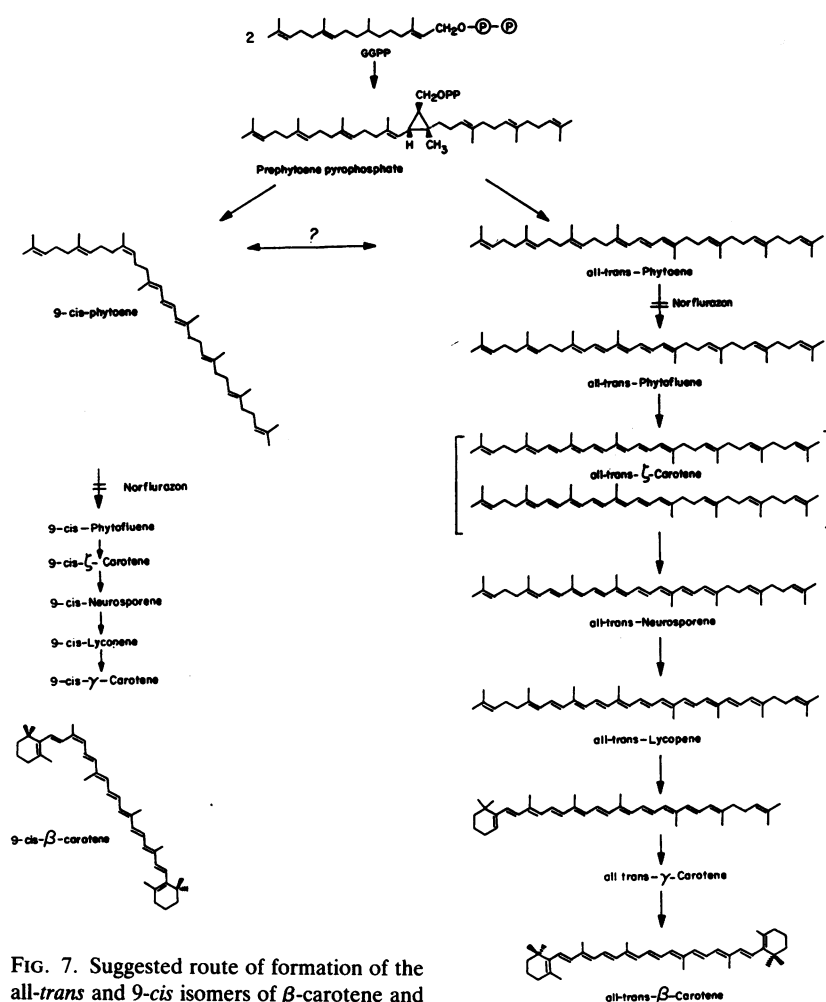 2
CH₂O-P-P
GGPP
CH₂OPP
H
CH₃
Prephytoene pyrophosphate
?
9-cis-phytoene
all-trans-Phytoene
Norflurazon
all-trans-Phytofluene
all-trans-ζ-Carotene
all-trans-Neurosporene
all-trans-Lycopene
all trans-γ-Carotene
all-trans-β-Carotene
Norflurazon
9-cis-Phytofluene
9-cis-ζ-Carotene
9-cis-Neurosporene
9-cis-Lycopene
9-cis-γ-Carotene
9-cis-β-carotene
FIG. 7. Suggested route of formation of the
all-trans and 9-cis isomers of β-carotene and